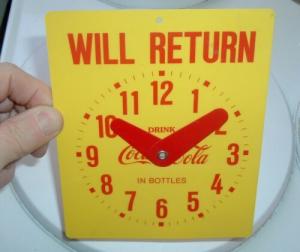 WILL RETURN
12
11 1
10 2
DRINK
Coca-Cola
9 3
IN BOTTLES
8 4
7 5
6